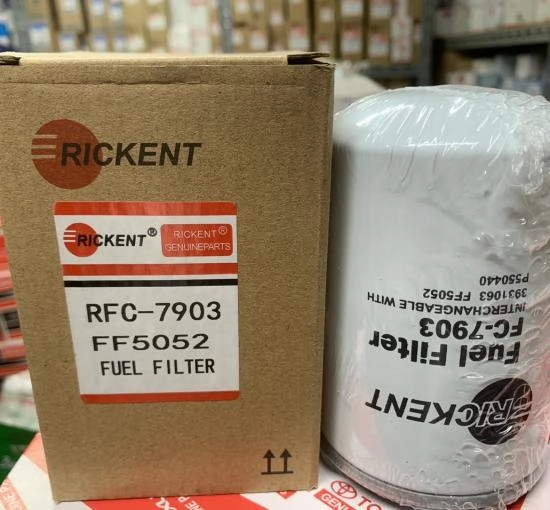 RICKENT
RICKENT®
RICKENT®
GENUINEPARTS
RFC-7903
FF5052
FUEL FILTER
RICKENT
Fuel Filter
FC-7903
INTERCHANGEABLE WITH
3931063 FF5052
P550440